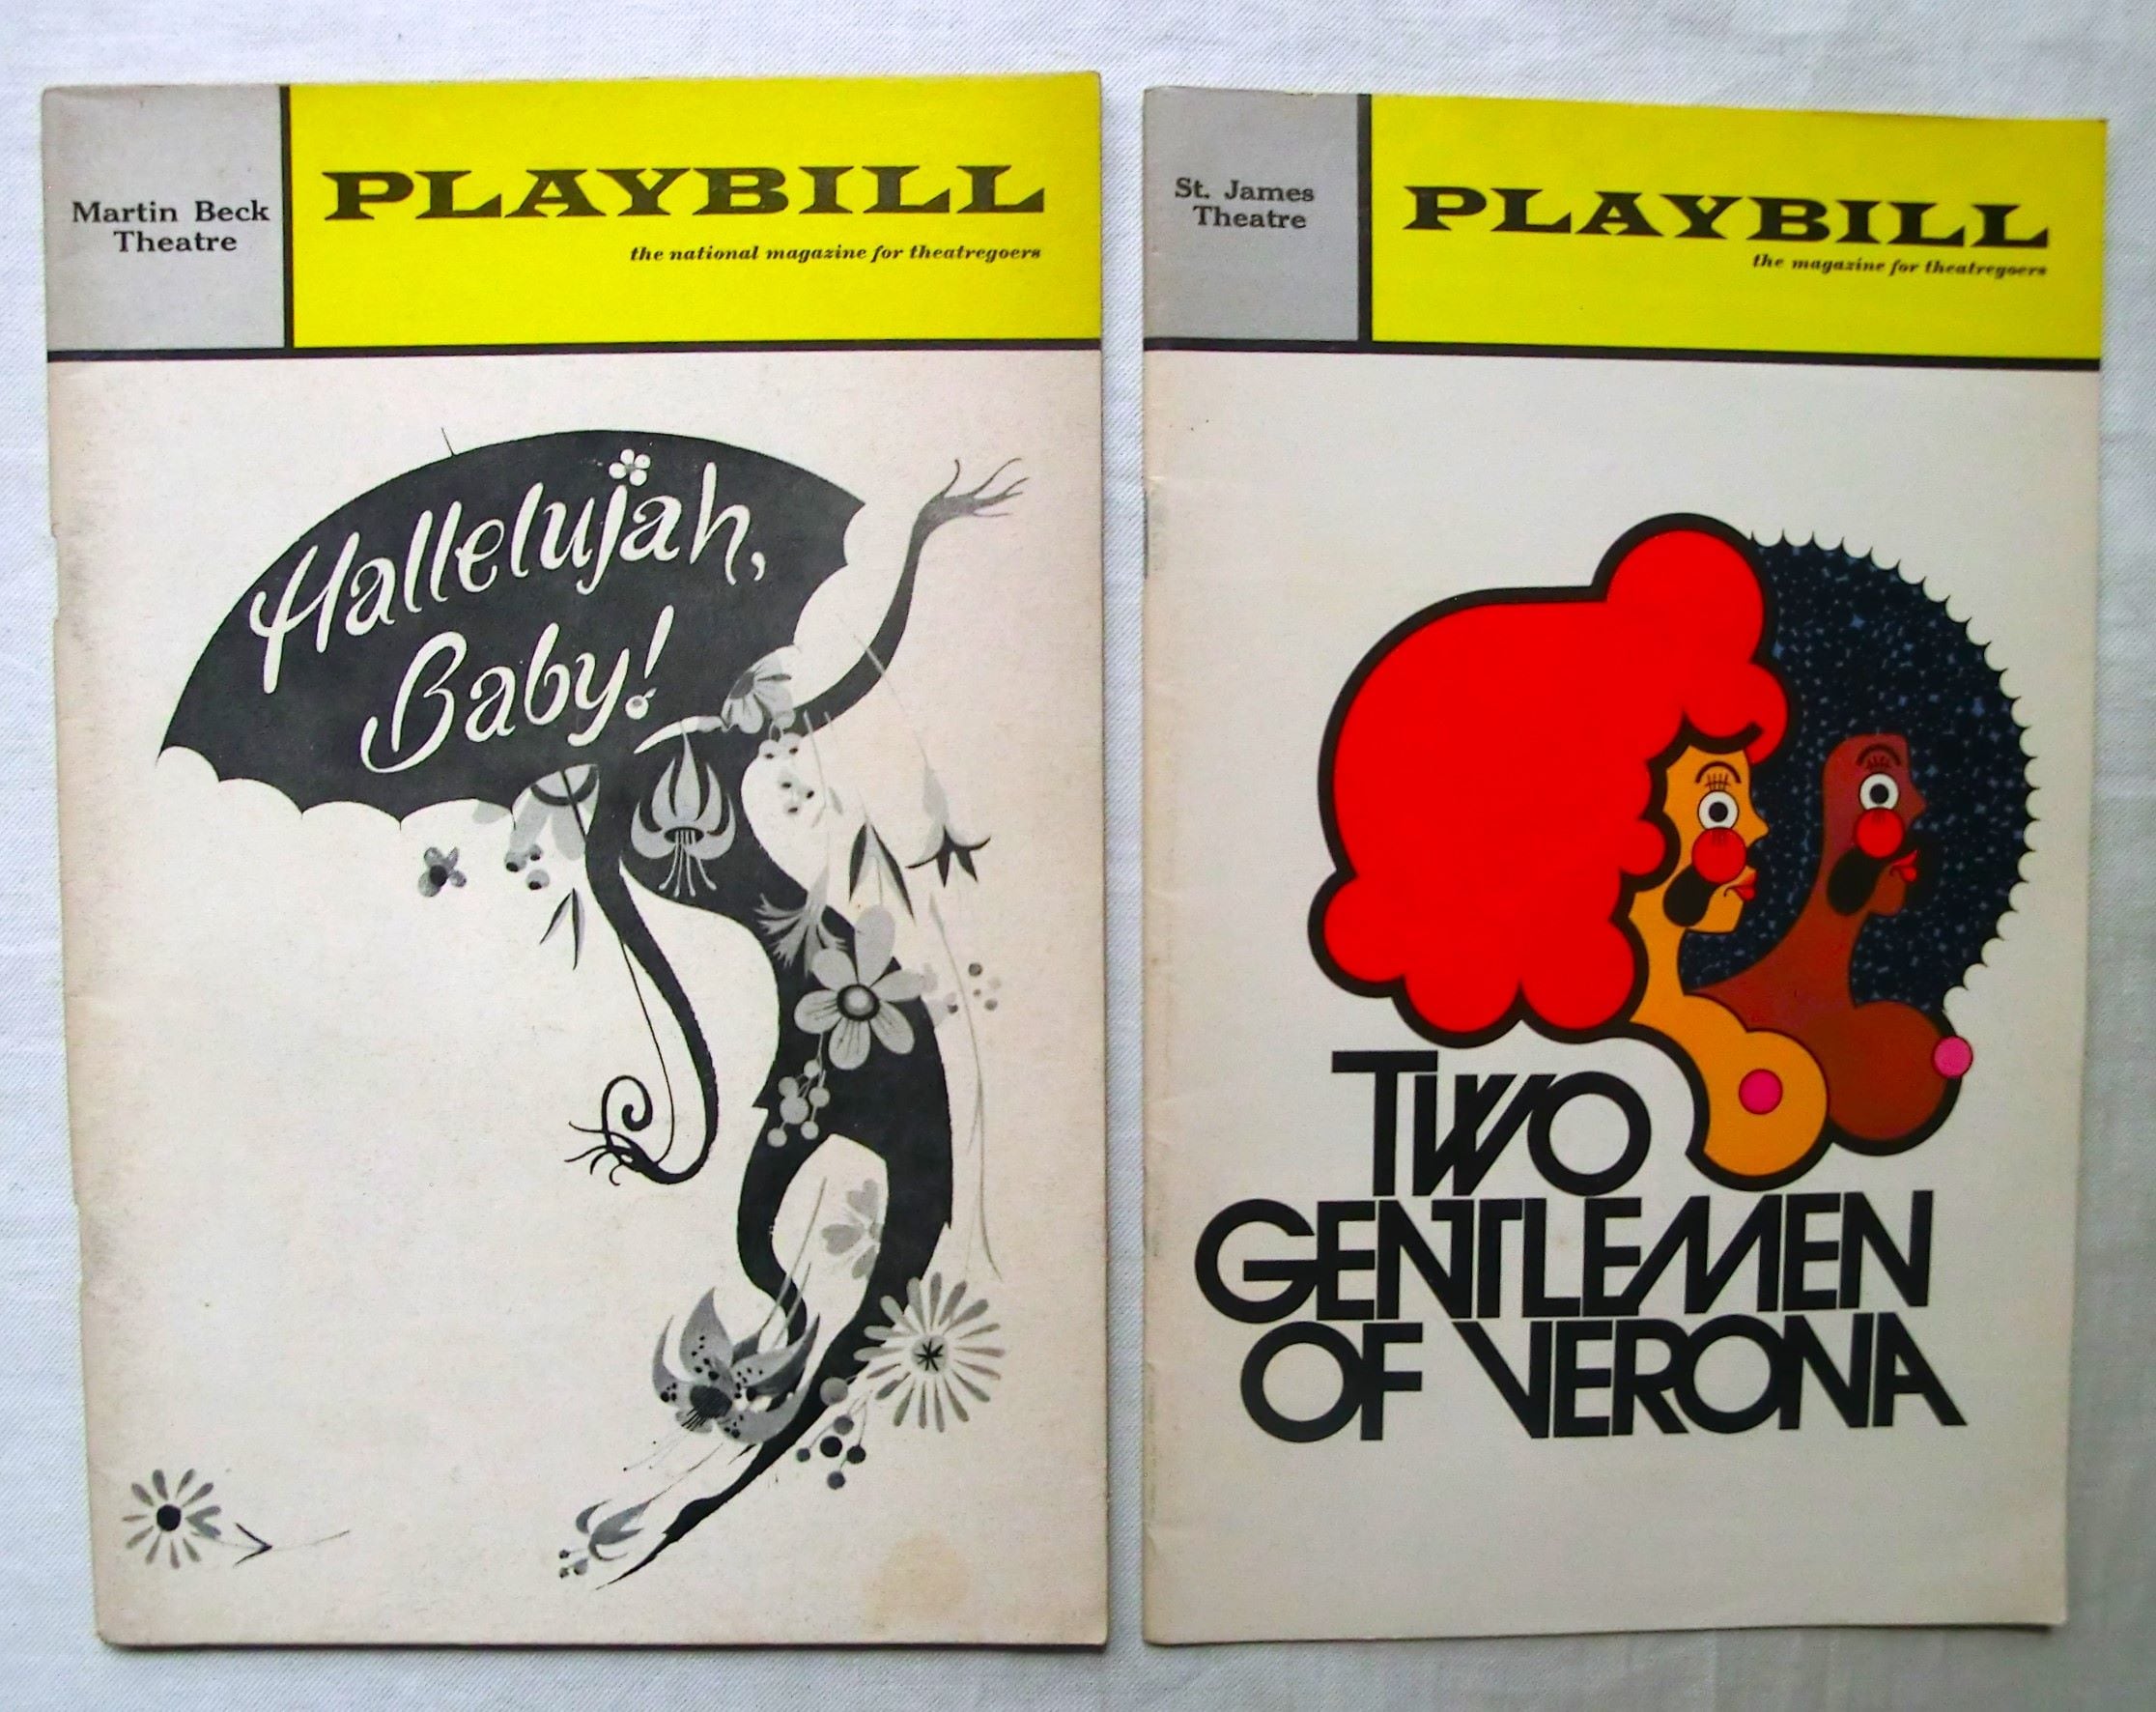 Martin Beck
Theatre
PLAYBILL
the national magazine for theatregoers
Hallelujah,
Baby!
St. James
Theatre
PLAYBILL
the magazine for theatregoers
TWO
GENTLEMEN
OF VERONA